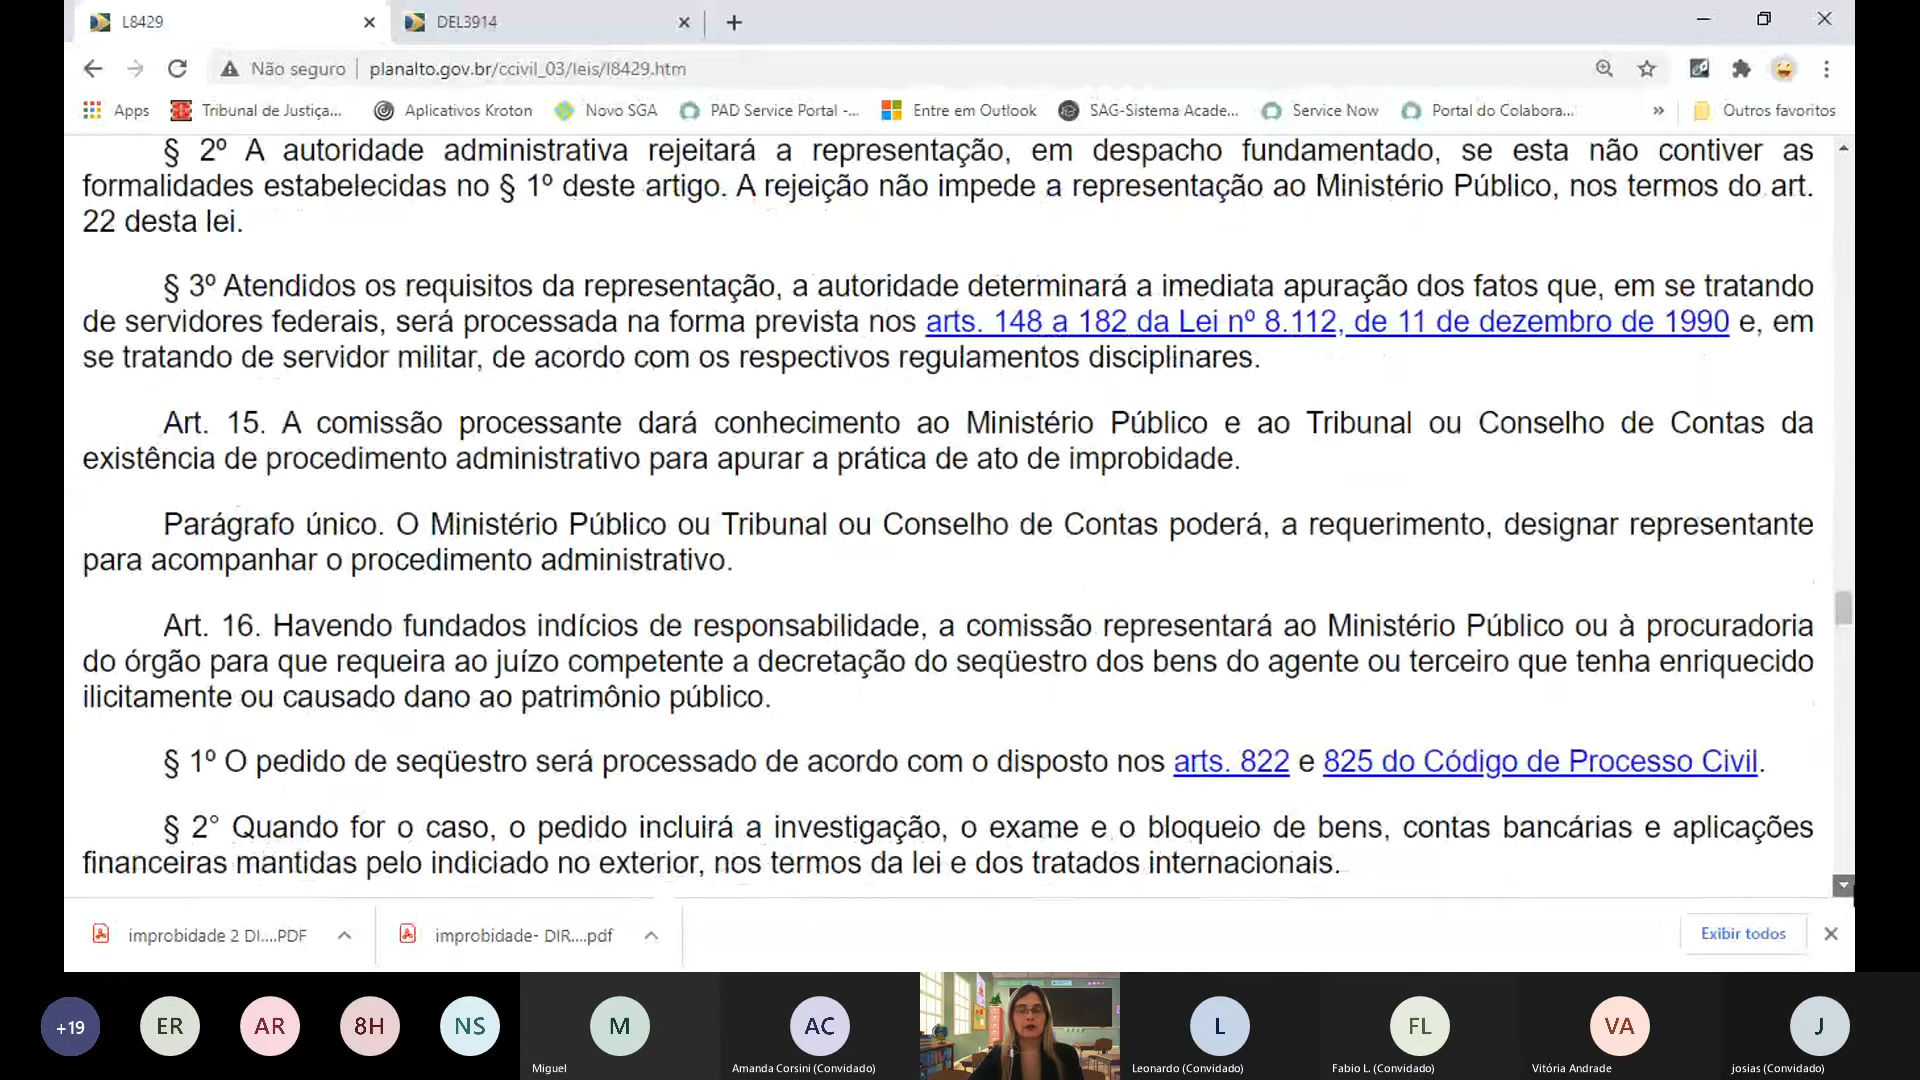 L8429
DEL3914
Não seguro | planalto.gov.br/ccivil_03/leis/l8429.htm
Apps
Tribunal de Justiça...
Aplicativos Kroton
Novo SGA
PAD Service Portal -...
Entre em Outlook
SAG-Sistema Acade...
Service Now
Portal do Colabora...
»
Outros favoritos
§ 2º A autoridade administrativa rejeitará a representação, em despacho fundamentado, se esta não contiver as
formalidades estabelecidas no § 1º deste artigo. A rejeição não impede a representação ao Ministério Público, nos termos do art.
22 desta lei.
§ 3º Atendidos os requisitos da representação, a autoridade determinará a imediata apuração dos fatos que, em se tratando
de servidores federais, será processada na forma prevista nos arts. 148 a 182 da Lei nº 8.112, de 11 de dezembro de 1990 e, em
se tratando de servidor militar, de acordo com os respectivos regulamentos disciplinares.
Art. 15. A comissão processante dará conhecimento ao Ministério Público e ao Tribunal ou Conselho de Contas da
existência de procedimento administrativo para apurar a prática de ato de improbidade.
Parágrafo único. O Ministério Público ou Tribunal ou Conselho de Contas poderá, a requerimento, designar representante
para acompanhar o procedimento administrativo.
Art. 16. Havendo fundados indícios de responsabilidade, a comissão representará ao Ministério Público ou à procuradoria
do órgão para que requeira ao juízo competente a decretação do seqüestro dos bens do agente ou terceiro que tenha enriquecido
ilicitamente ou causado dano ao patrimônio público.
§ 1º O pedido de seqüestro será processado de acordo com o disposto nos arts. 822 e 825 do Código de Processo Civil.
§ 2° Quando for o caso, o pedido incluirá a investigação, o exame e o bloqueio de bens, contas bancárias e aplicações
financeiras mantidas pelo indiciado no exterior, nos termos da lei e dos tratados internacionais.
improbidade 2 DI....PDF
improbidade- DIR....pdf
Exibir todos
+19
ER
AR
8H
NS
M
AC
L
FL
VA
J
Miguel
Amanda Corsini (Convidado)
Leonardo (Convidado)
Fabio L. (Convidado)
Vitória Andrade
josias (Convidado)